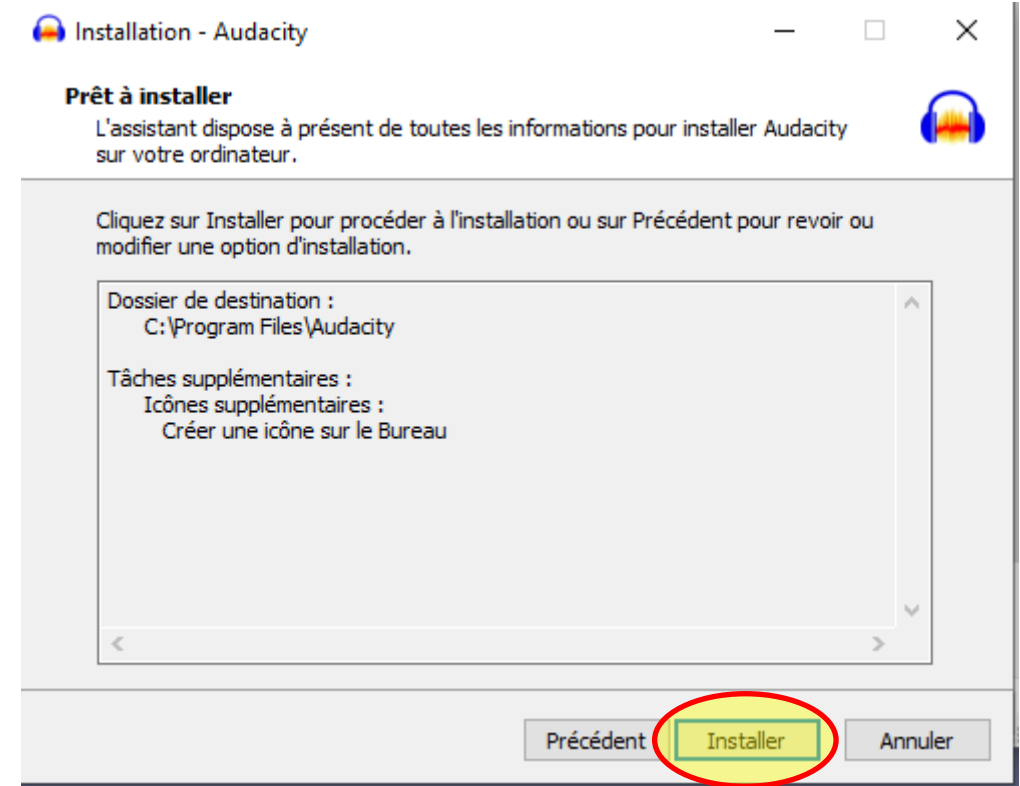 Installation - Audacity
Prêt à installer
L'assistant dispose à présent de toutes les informations pour installer Audacity
sur votre ordinateur.
Cliquez sur Installer pour procéder à l'installation ou sur Précédent pour revoir ou
modifier une option d'installation.
Dossier de destination :
C:\Program Files\Audacity
Tâches supplémentaires :
Icônes supplémentaires :
Créer une icône sur le Bureau
Précédent Installer Annuler